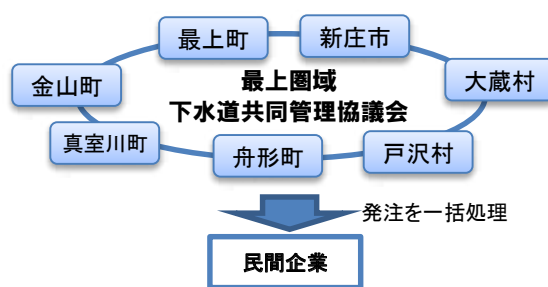 最上町
新庄市
金山町
最上圏域
大蔵村
下水道共同管理協議会
真室川町
舟形町
戸沢村
発注を一括処理
民間企業